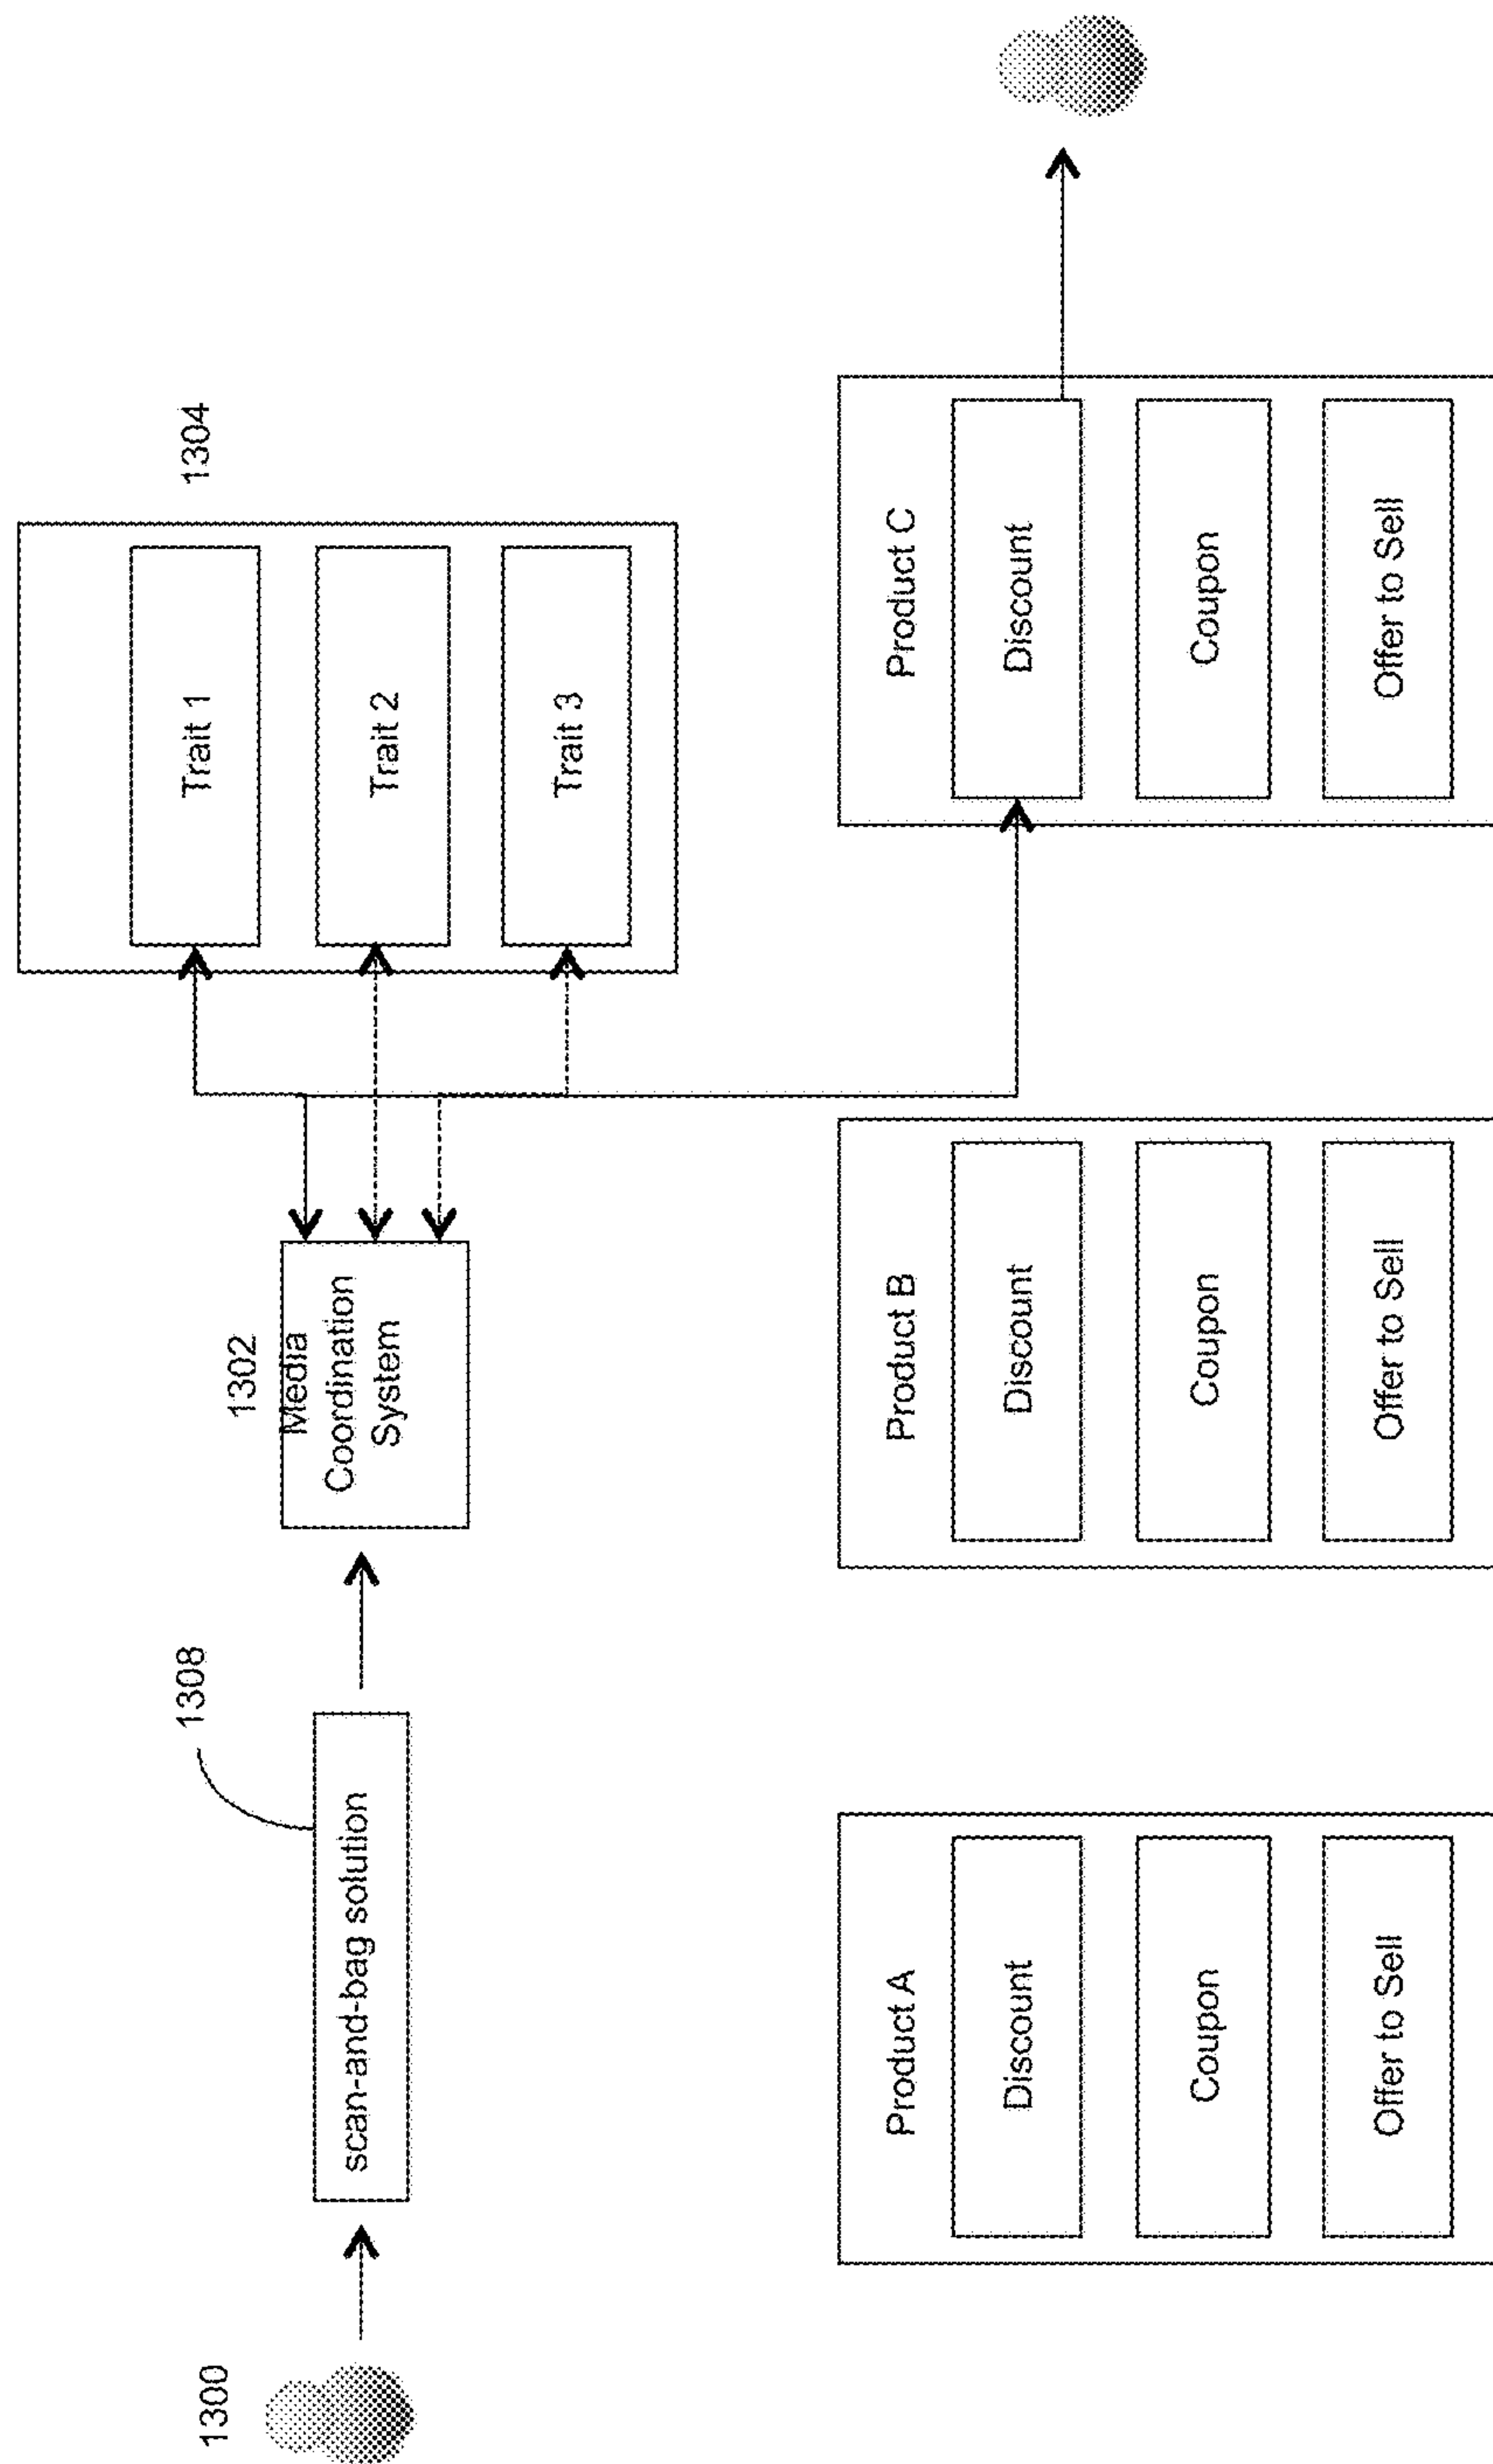 1300
1308
scan-and-bag solution
1302
Media
Coordination
System
1304
Trait 1
Trait 2
Trait 3
Product A
Discount
Coupon
Offer to Sell
Product B
Discount
Coupon
Offer to Sell
Product C
Discount
Coupon
Offer to Sell